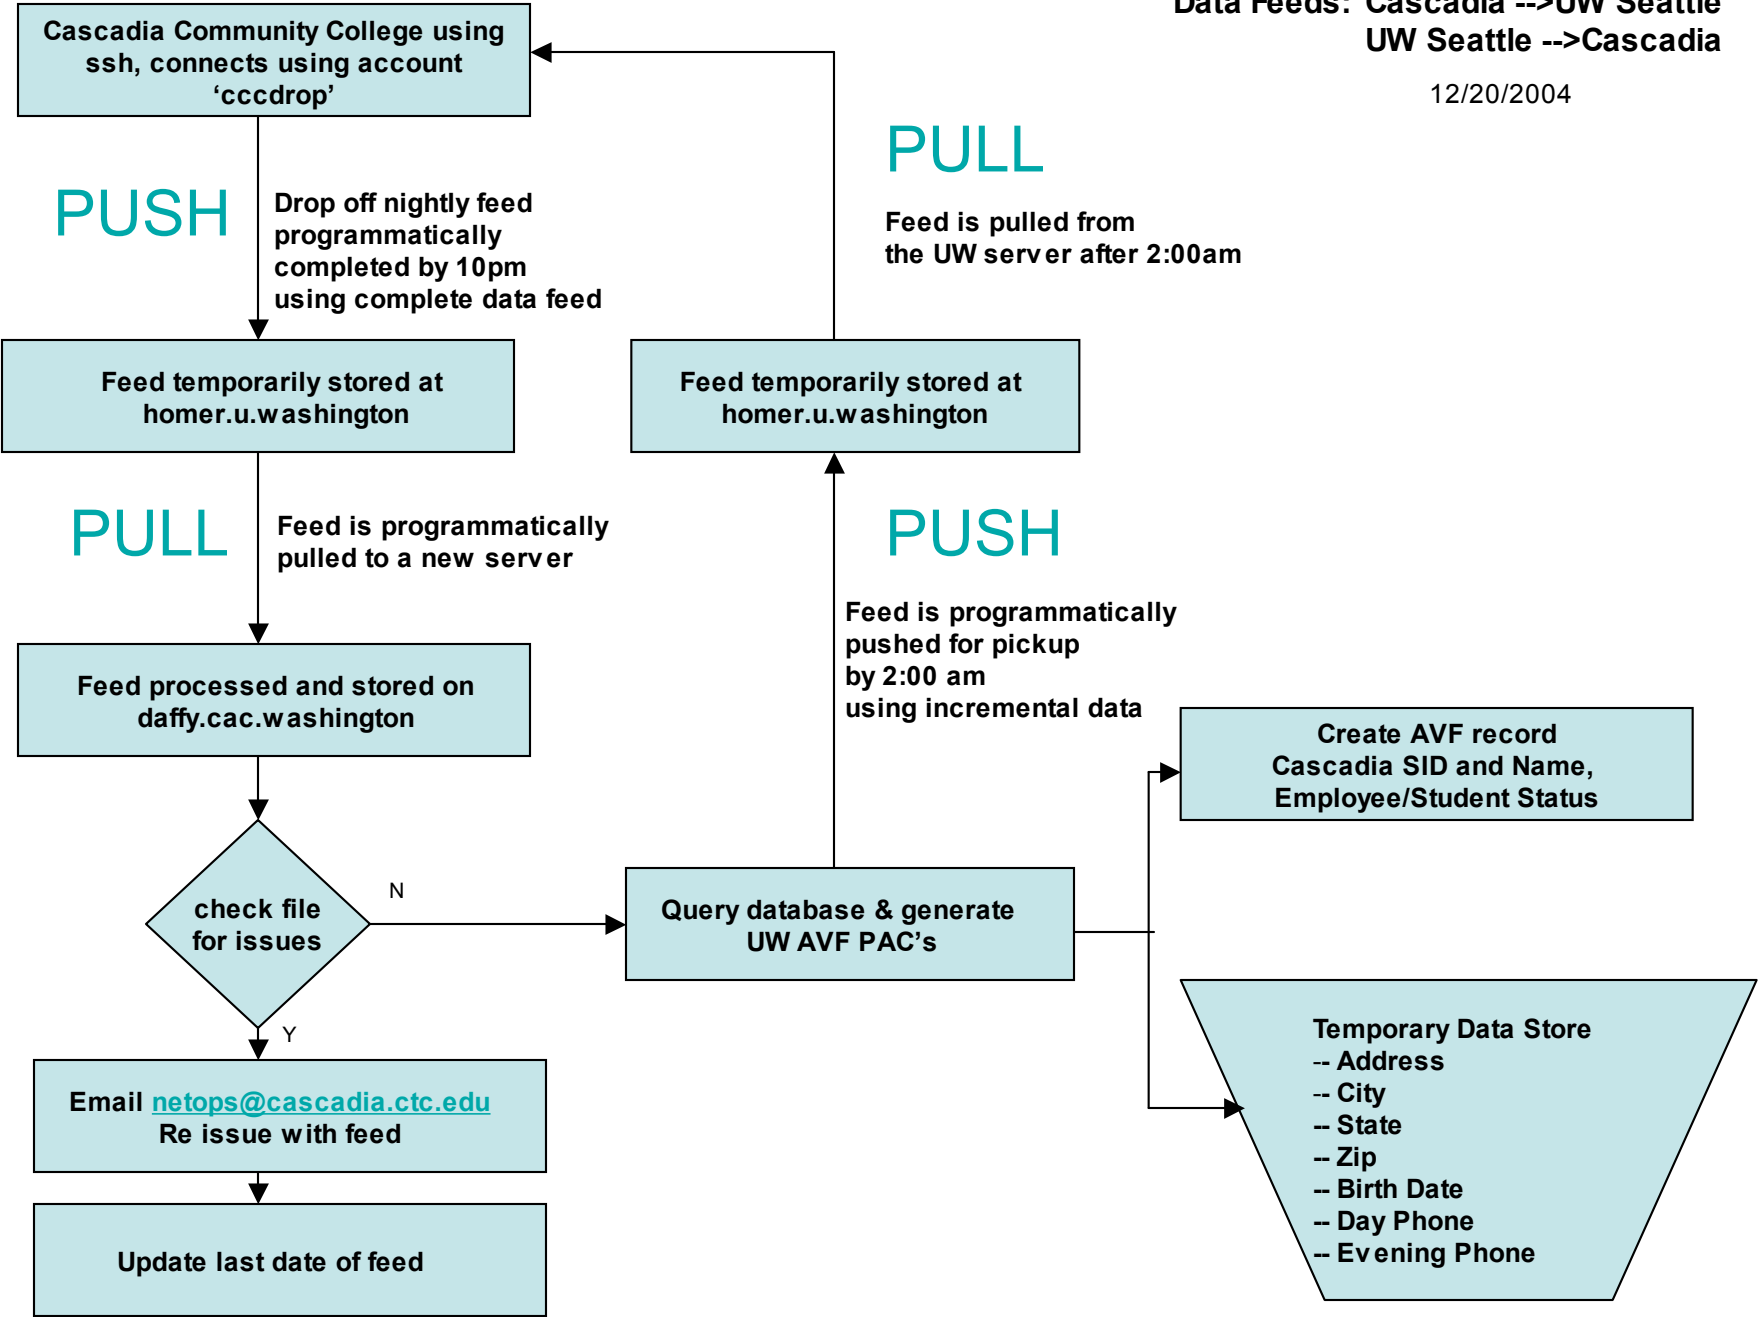 Data Feeds: Cascadia -->UW Seattle
UW Seattle -->Cascadia
12/20/2004
Cascadia Community College using
ssh, connects using account
‘cccdrop’
PUSH
Drop off nightly feed
programmatically
completed by 10pm
using complete data feed
PULL
Feed is pulled from
the UW server after 2:00am
Feed temporarily stored at
homer.u.washington
Feed temporarily stored at
homer.u.washington
PULL
Feed is programmatically
pulled to a new server
PUSH
Feed is programmatically
pushed for pickup
by 2:00 am
using incremental data
Feed processed and stored on
daffy.cac.washington
Create AVF record
Cascadia SID and Name,
Employee/Student Status
check file
for issues
N
Query database & generate
UW AVF PAC’s
Y
Email netops@cascadia.ctc.edu
Re issue with feed
Update last date of feed
Temporary Data Store
-- Address
-- City
-- State
-- Zip
-- Birth Date
-- Day Phone
-- Evening Phone